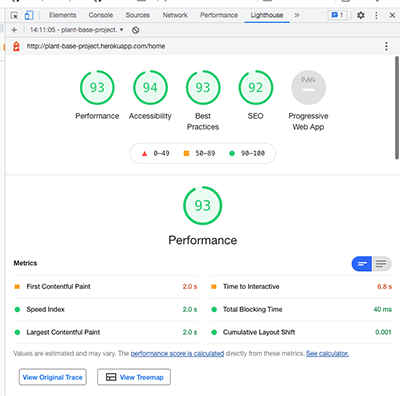 Elements Console Sources Network Performance Lighthouse » 1
+ 14:11:05 - plant-base-project.
http://plant-base-project.herokuapp.com/home
93 94 93 92 PWA
Performance Accessibility Best Practices SEO Progressive Web App
0–49 50–89 90–100
93
Performance
Metrics
First Contentful Paint 2.0 s Time to Interactive 6.8 s
Speed Index 2.0 s Total Blocking Time 40 ms
Largest Contentful Paint 2.0 s Cumulative Layout Shift 0.001
Values are estimated and may vary. The performance score is calculated directly from these metrics. See calculator.
View Original Trace View Treemap